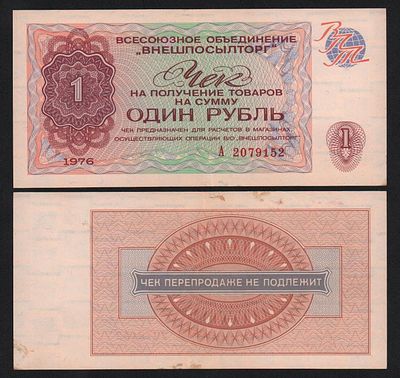 ВСЕСОЮЗНОЕ ОБЪЕДИНЕНИЕ
„ВНЕШПОСЫЛТОРГ"
ВПТ
Чек
НА ПОЛУЧЕНИЕ ТОВАРОВ
НА СУММУ
ОДИН РУБЛЬ
ЧЕК ПРЕДНАЗНАЧЕН ДЛЯ РАСЧЕТОВ В МАГАЗИНАХ,
ОСУЩЕСТВЛЯЮЩИХ ОПЕРАЦИИ В/О „ВНЕШПОСЫЛТОРГ"
1
1976
А 2079152
1
ЧЕК ПЕРЕПРОДАЖЕ НЕ ПОДЛЕЖИТ